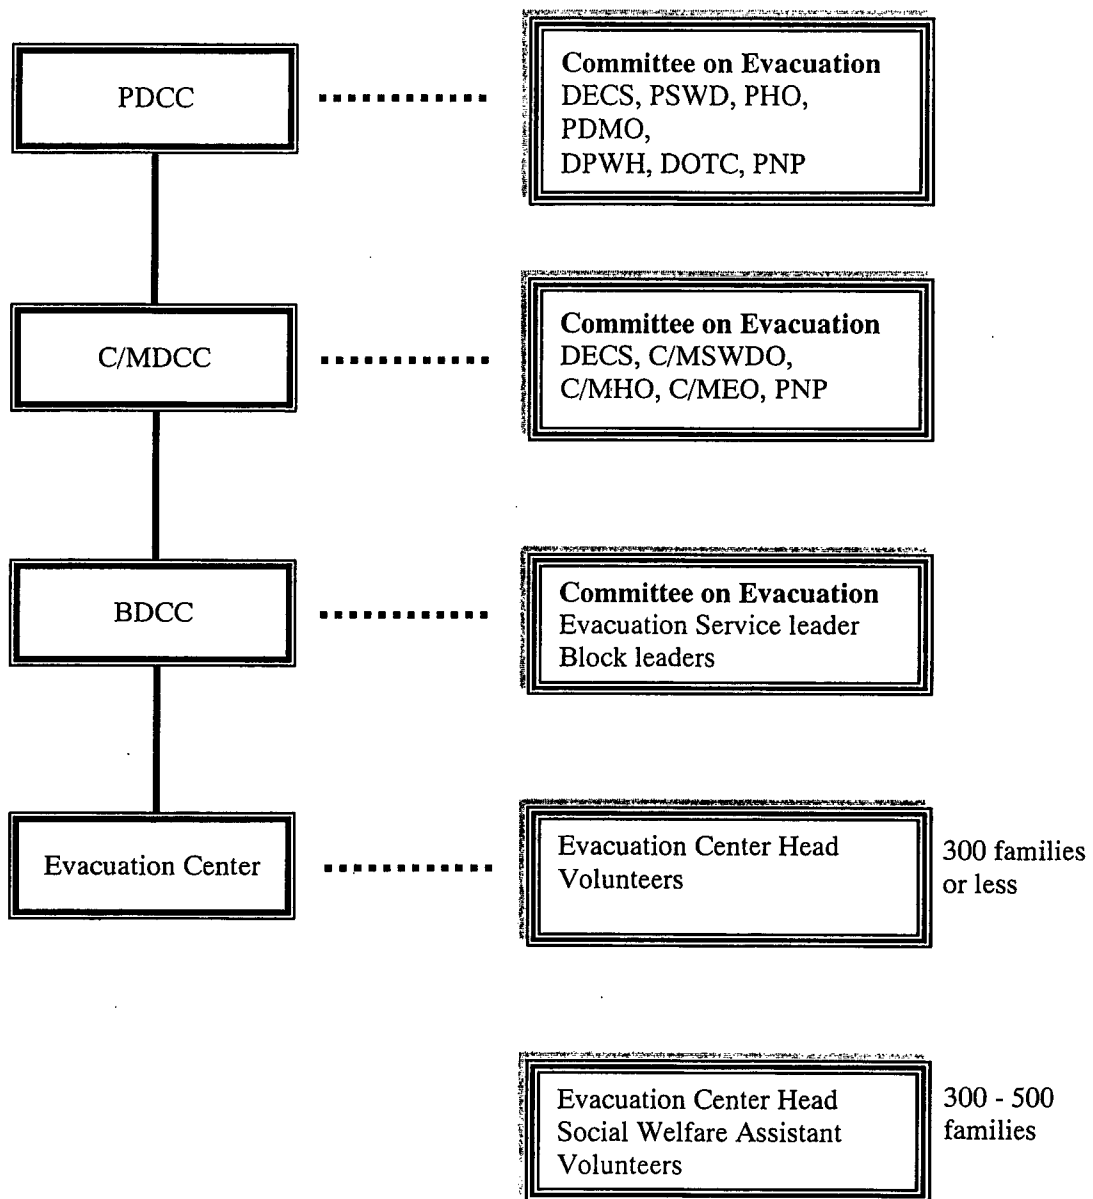 PDCC
Committee on Evacuation
DECS, PSWD, PHO,
PDMO,
DPWH, DOTC, PNP
C/MDCC
Committee on Evacuation
DECS, C/MSWDO,
C/MHO, C/MEO, PNP
BDCC
Committee on Evacuation
Evacuation Service leader
Block leaders
Evacuation Center
Evacuation Center Head
Volunteers
300 families
or less
Evacuation Center Head
Social Welfare Assistant
Volunteers
300 - 500
families